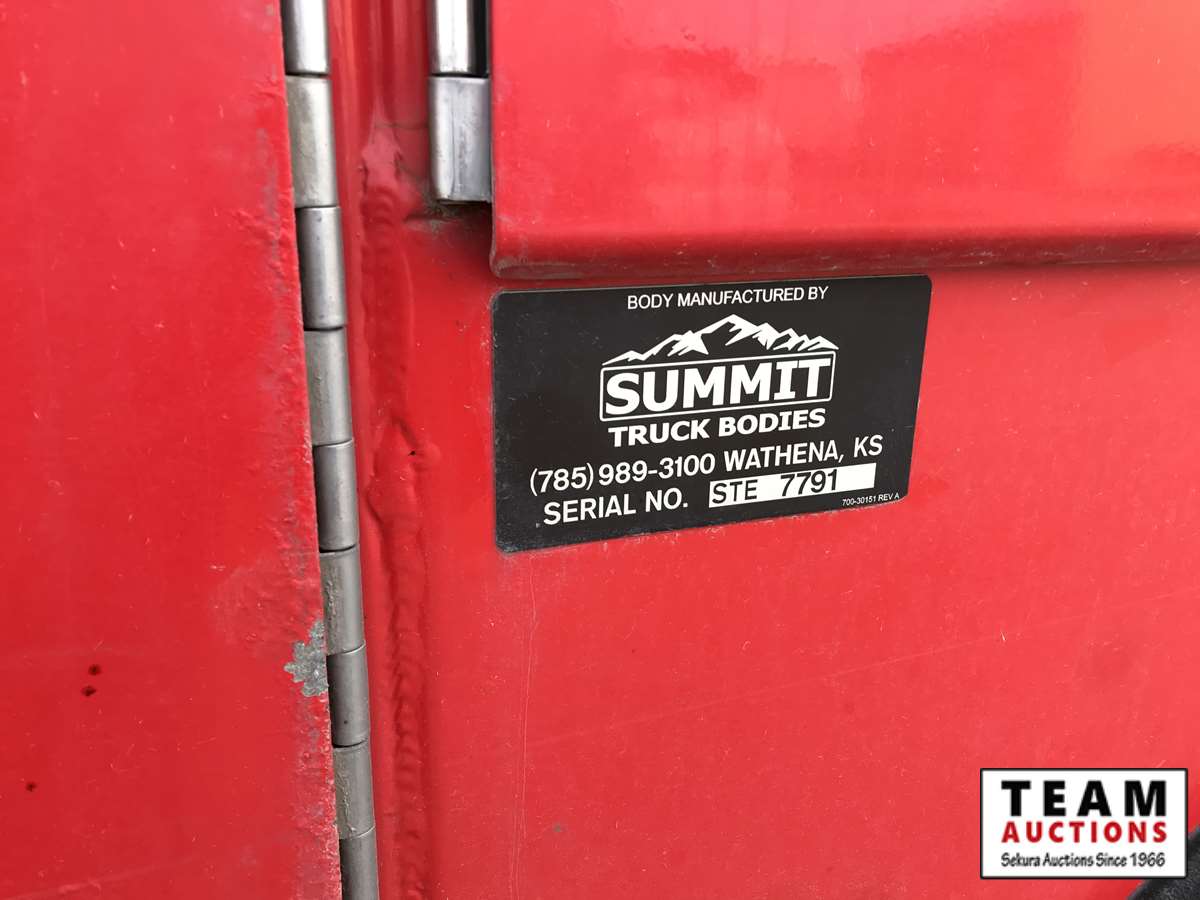 BODY MANUFACTURED BY
SUMMIT
TRUCK BODIES
(785) 989-3100 WATHENA, KS
SERIAL NO. STE 7791
700-30151 REV A
TEAM
AUCTIONS
Sekura Auctions Since 1966